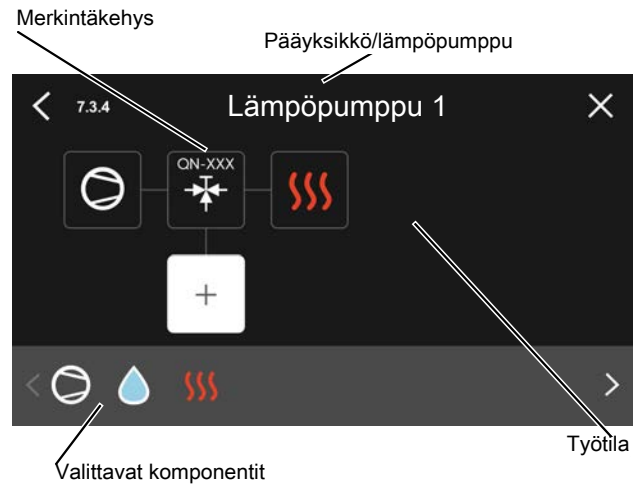 Merkintäkehys
Pääyksikkö/lämpöpumppu
7.3.4 Lämpöpumppu 1
QN-XXX
Työtila
Valittavat komponentit